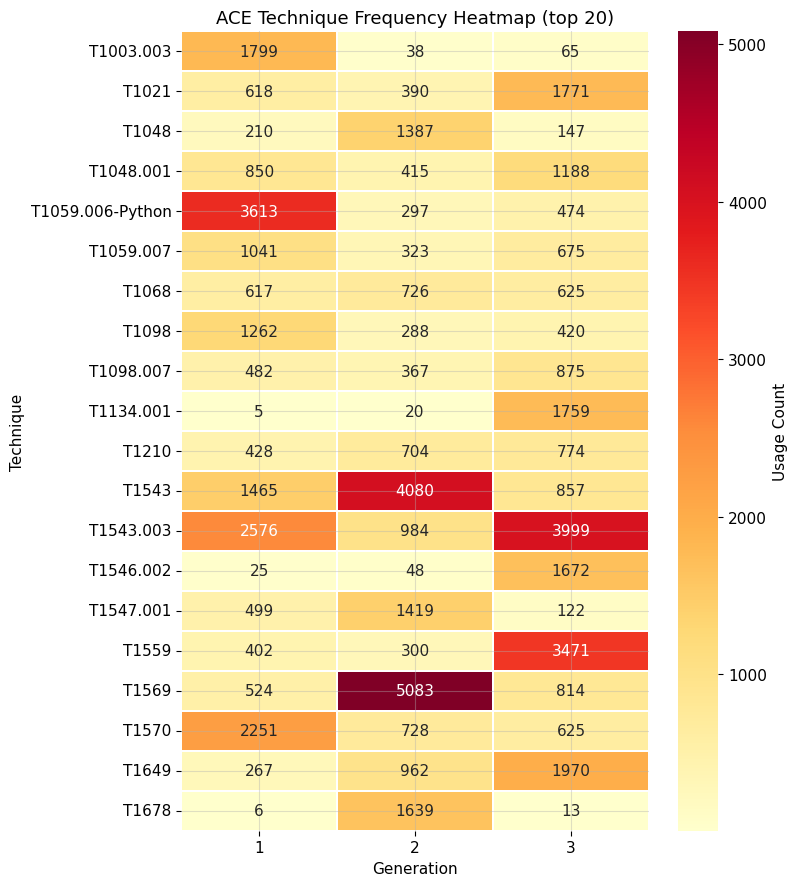 ACE Technique Frequency Heatmap (top 20)
T1003.003 1799 38 65
T1021 618 390 1771
T1048 210 1387 147
T1048.001 850 415 1188
T1059.006-Python 3613 297 474
T1059.007 1041 323 675
T1068 617 726 625
T1098 1262 288 420
T1098.007 482 367 875
T1134.001 5 20 1759
T1210 428 704 774
T1543 1465 4080 857
T1543.003 2576 984 3999
T1546.002 25 48 1672
T1547.001 499 1419 122
T1559 402 300 3471
T1569 524 5083 814
T1570 2251 728 625
T1649 267 962 1970
T1678 6 1639 13
1 2 3
Generation
Technique
5000
4000
3000
2000
1000
Usage Count